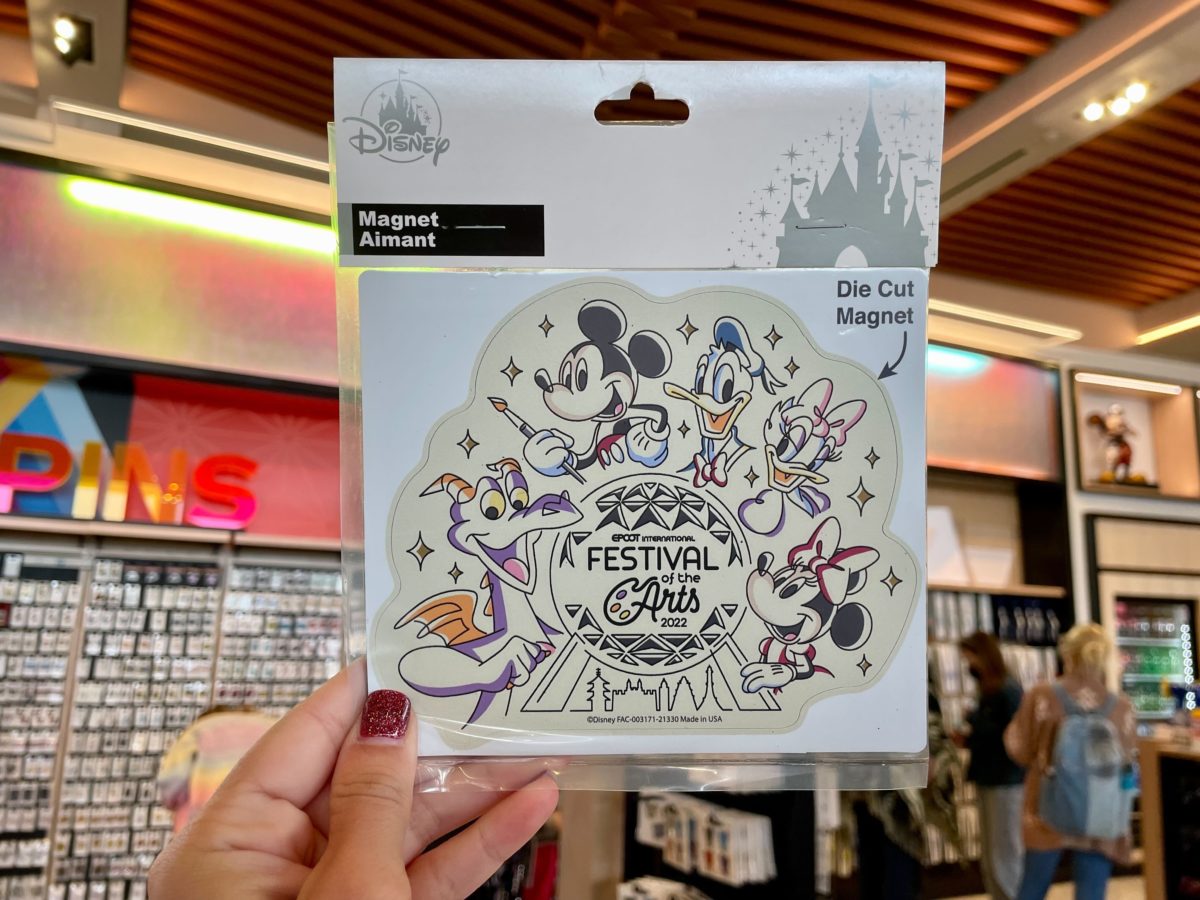 Disney
Magnet
Aimant
Die Cut
Magnet
PINS
EPCOT INTERNATIONAL
FESTIVAL
of the
Arts
2022
©Disney FAC-003171-21330 Made in USA